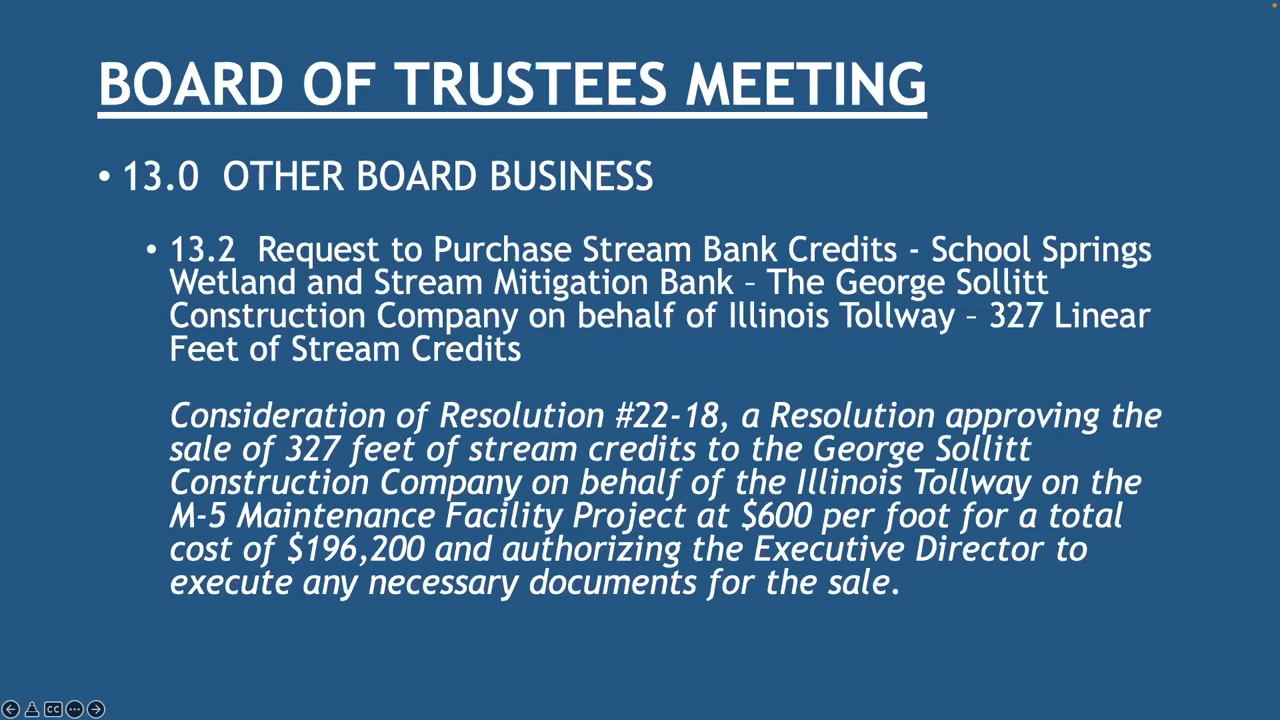 BOARD OF TRUSTEES MEETING
• 13.0 OTHER BOARD BUSINESS
• 13.2 Request to Purchase Stream Bank Credits - School Springs
Wetland and Stream Mitigation Bank – The George Sollitt
Construction Company on behalf of Illinois Tollway – 327 Linear
Feet of Stream Credits
Consideration of Resolution #22-18, a Resolution approving the
sale of 327 feet of stream credits to the George Sollitt
Construction Company on behalf of the Illinois Tollway on the
M-5 Maintenance Facility Project at $600 per foot for a total
cost of $196,200 and authorizing the Executive Director to
execute any necessary documents for the sale.
CC